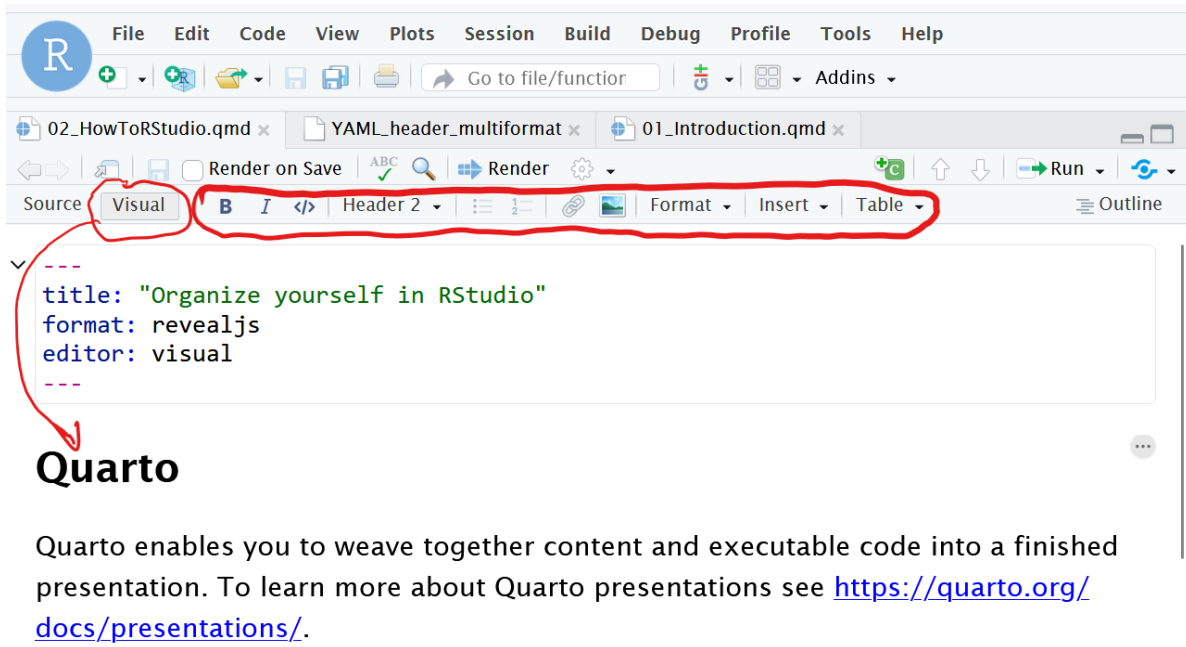 R
File Edit Code View Plots Session Build Debug Profile Tools Help
R Go to file/function Addins
02_HowToRStudio.qmd YAML_header_multiformat 01_Introduction.qmd
Render on Save ABC Render C Run
Source Visual B I </> Header 2 Format Insert Table Outline
---
title: "Organize yourself in RStudio"
format: revealjs
editor: visual
---
Quarto
Quarto enables you to weave together content and executable code into a finished
presentation. To learn more about Quarto presentations see https://quarto.org/
docs/presentations/.